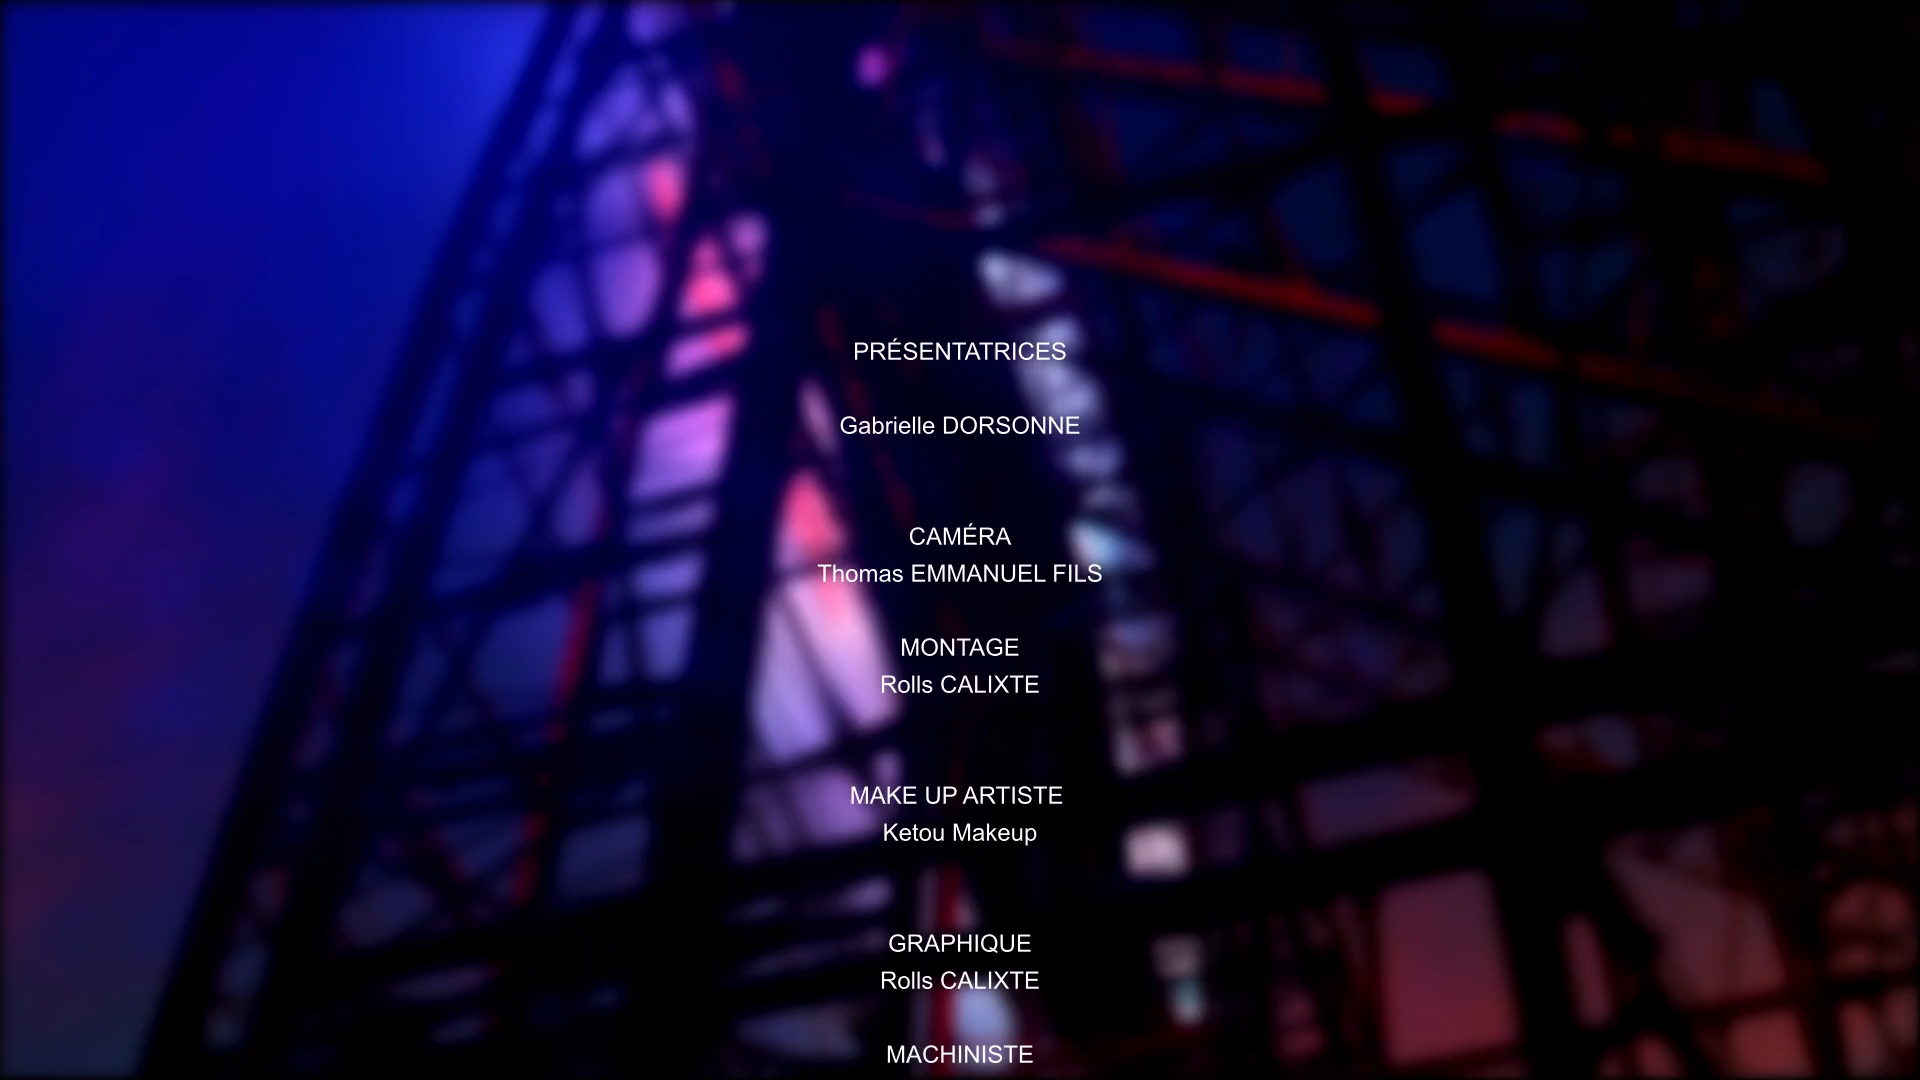 PRÉSENTATRICES
Gabrielle DORSONNE
CAMÉRA
Thomas EMMANUEL FILS
MONTAGE
Rolls CALIXTE
MAKE UP ARTISTE
Ketou Makeup
GRAPHIQUE
Rolls CALIXTE
MACHINISTE